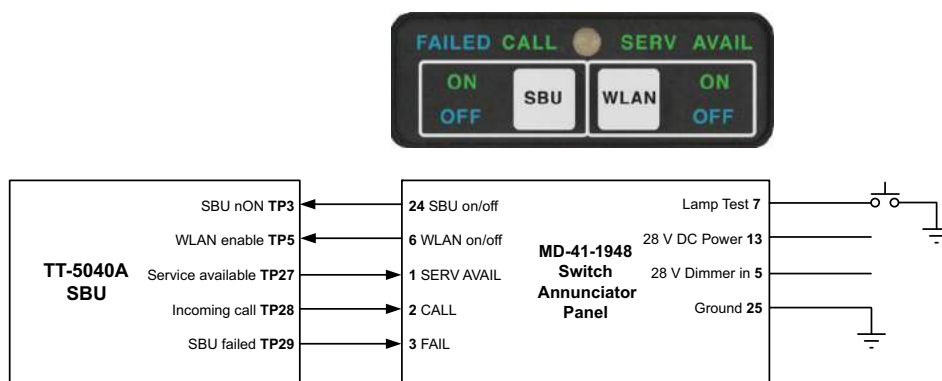 FAILED CALL SERV AVAIL
ON SBU WLAN ON
OFF OFF
TT-5040A
SBU
SBU nON TP3
WLAN enable TP5
Service available TP27
Incoming call TP28
SBU failed TP29
24 SBU on/off
6 WLAN on/off
1 SERV AVAIL
2 CALL
3 FAIL
MD-41-1948
Switch
Annunciator
Panel
Lamp Test 7
28 V DC Power 13
28 V Dimmer in 5
Ground 25